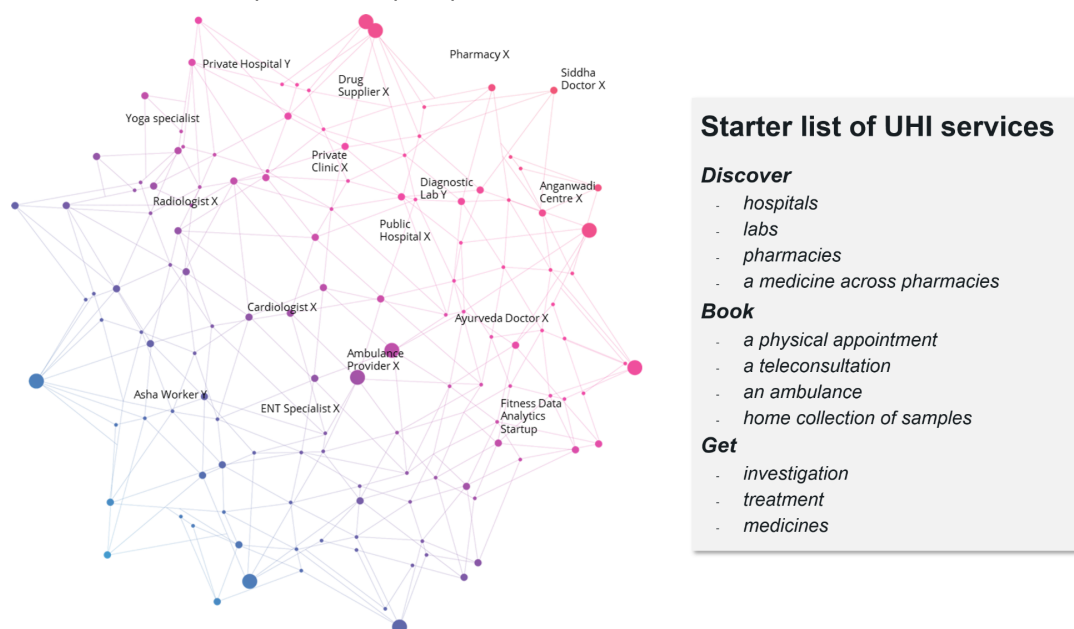 Private Hospital Y
Pharmacy X
Drug
Supplier X
Siddha
Doctor X
Yoga specialist
Private
Clinic X
Diagnostic
Lab Y
Anganwadi
Centre X
Radiologist X
Public
Hospital X
Cardiologist X
Ayurveda Doctor X
Ambulance
Provider X
Asha Worker Y
ENT Specialist X
Fitness Data
Analytics
Startup
Starter list of UHI services
Discover
- hospitals
- labs
- pharmacies
- a medicine across pharmacies
Book
- a physical appointment
- a teleconsultation
- an ambulance
- home collection of samples
Get
- investigation
- treatment
- medicines